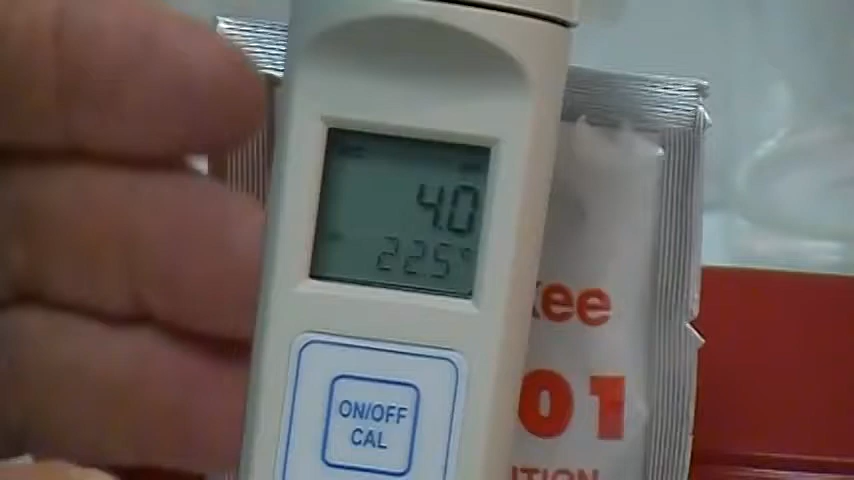 4.0
22.5°
ON/OFF
CAL
kee
01
ITION